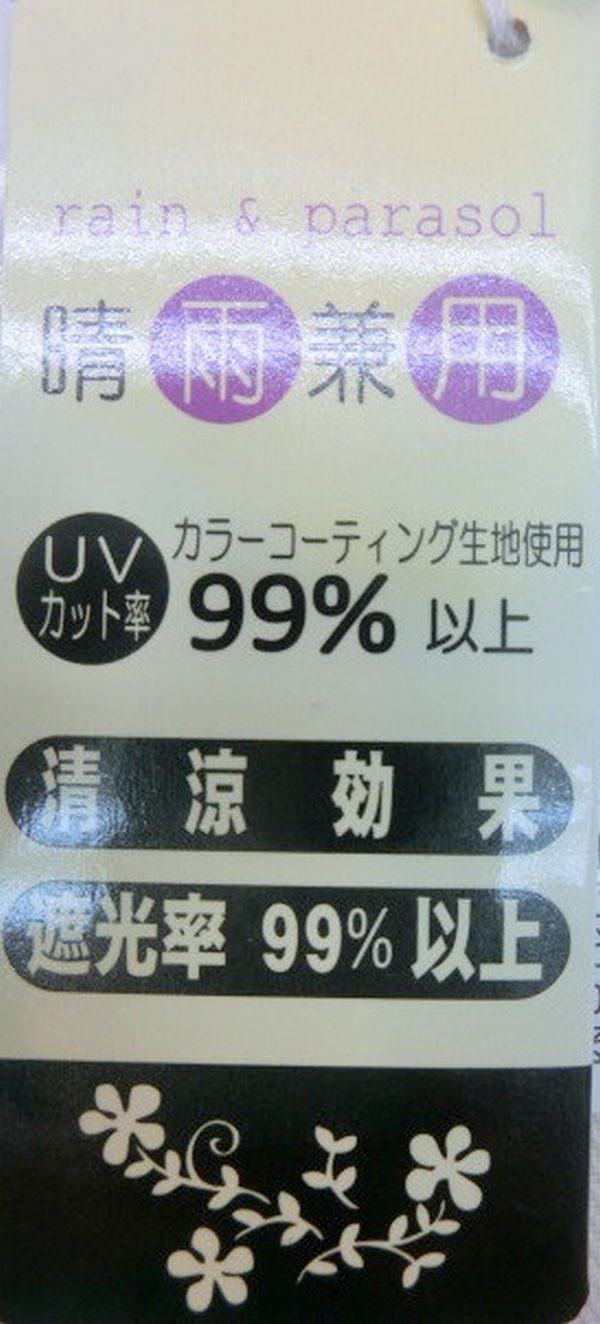 rain & parasol
晴雨兼用
UV
カット率
カラーコーティング生地使用
99% 以上
清涼効果
遮光率 99% 以上